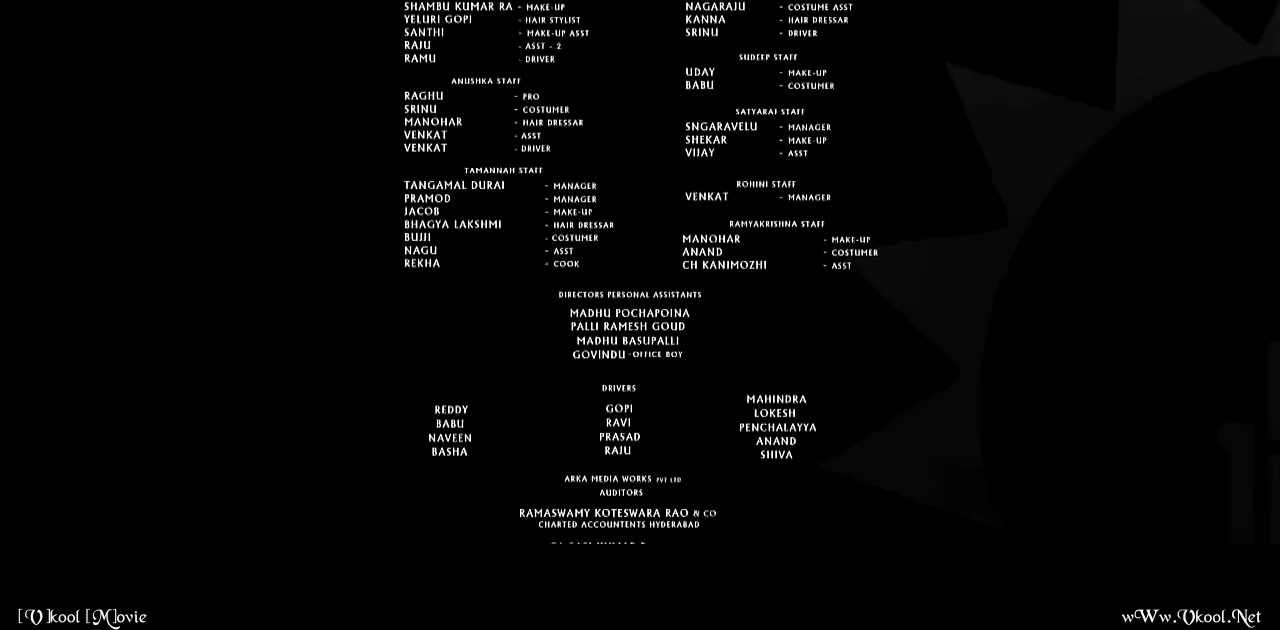 SHAMBU KUMAR RA - MAKE-UP
YELURI GOPI - HAIR STYLIST
SANTHI - MAKE-UP ASST
RAJU - ASST - 2
RAMU - DRIVER
ANUSHKA STAFF
RAGHU - PRO
SRINU - COSTUMER
MANOHAR - HAIR DRESSAR
VENKAT - ASST
VENKAT - DRIVER
TAMANNAH STAFF
TANGAMAL DURAI - MANAGER
PRAMOD - MANAGER
JACOB - MAKE-UP
BHAGYA LAKSHMI - HAIR DRESSAR
BUJJI - COSTUMER
NAGU - ASST
REKHA - COOK
NAGARAJU - COSTUME ASST
KANNA - HAIR DRESSAR
SRINU - DRIVER
SUDEEP STAFF
UDAY - MAKE-UP
BABU - COSTUMER
SATYARAJ STAFF
SNGARAVELU - MANAGER
SHEKAR - MAKE-UP
VIJAY - ASST
ROHINI STAFF
VENKAT - MANAGER
RAMYAKRISHNA STAFF
MANOHAR - MAKE-UP
ANAND - COSTUMER
CH KANIMOZHI - ASST
DIRECTORS PERSONAL ASSISTANTS
MADHU POCHAPOINA
PALLI RAMESH GOUD
MADHU BASUPALLI
GOVINDU - OFFICE BOY
DRIVERS
REDDY
BABU
NAVEEN
BASHA
GOPI
RAVI
PRASAD
RAJU
MAHINDRA
LOKESH
PENCHALAYYA
ANAND
SHIVA
ARKA MEDIA WORKS PVT LTD
AUDITORS
RAMASWAMY KOTESWARA RAO & CO
CHARTED ACCOUNTENTS HYDERABAD
[V]kool [M]ovie
wWw.Vkool.Net